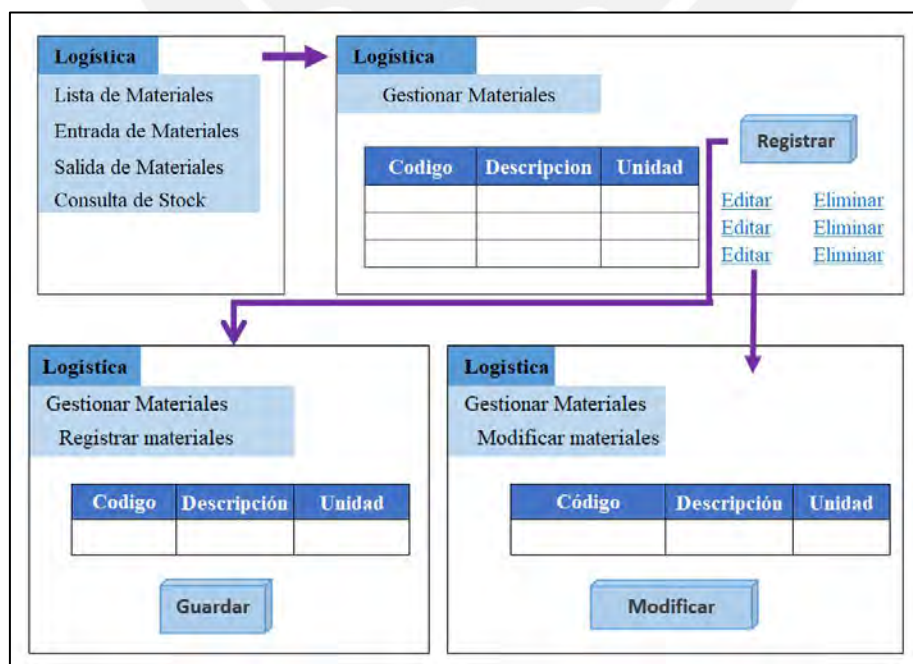 Logística
Lista de Materiales
Entrada de Materiales
Salida de Materiales
Consulta de Stock
Logística
Gestionar Materiales
Registrar
Codigo Descripcion Unidad
Editar Eliminar
Editar Eliminar
Editar Eliminar
Logistica
Gestionar Materiales
Registrar materiales
Codigo Descripción Unidad
Guardar
Logistica
Gestionar Materiales
Modificar materiales
Código Descripción Unidad
Modificar